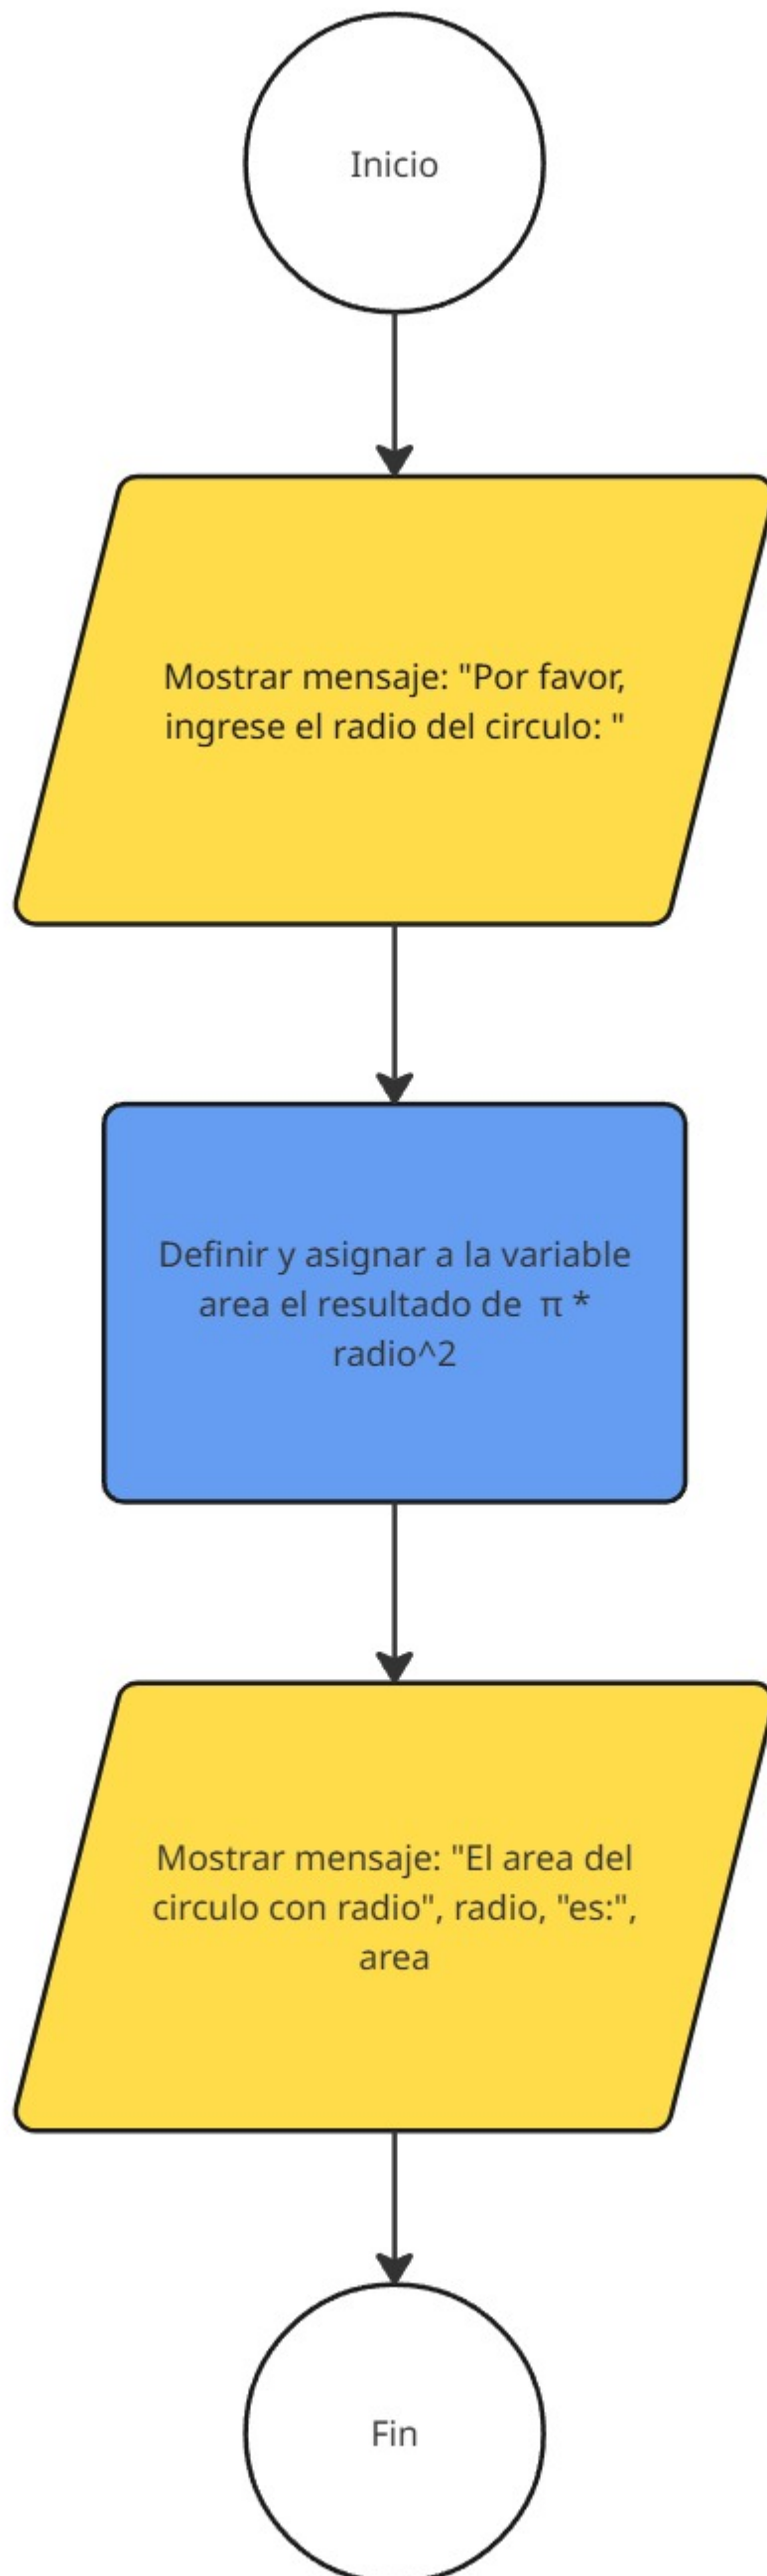 Inicio
Mostrar mensaje: "Por favor,
ingrese el radio del circulo: "
Definir y asignar a la variable
area el resultado de  π *
radio^2
Mostrar mensaje: "El area del
circulo con radio", radio, "es:",
area
Fin